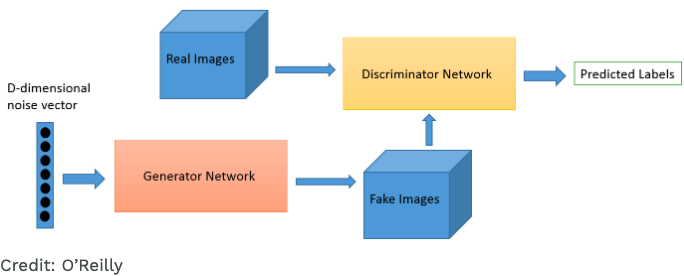 Real Images
Discriminator Network
Predicted Labels
D-dimensional
noise vector
Generator Network
Fake Images
Credit: O’Reilly